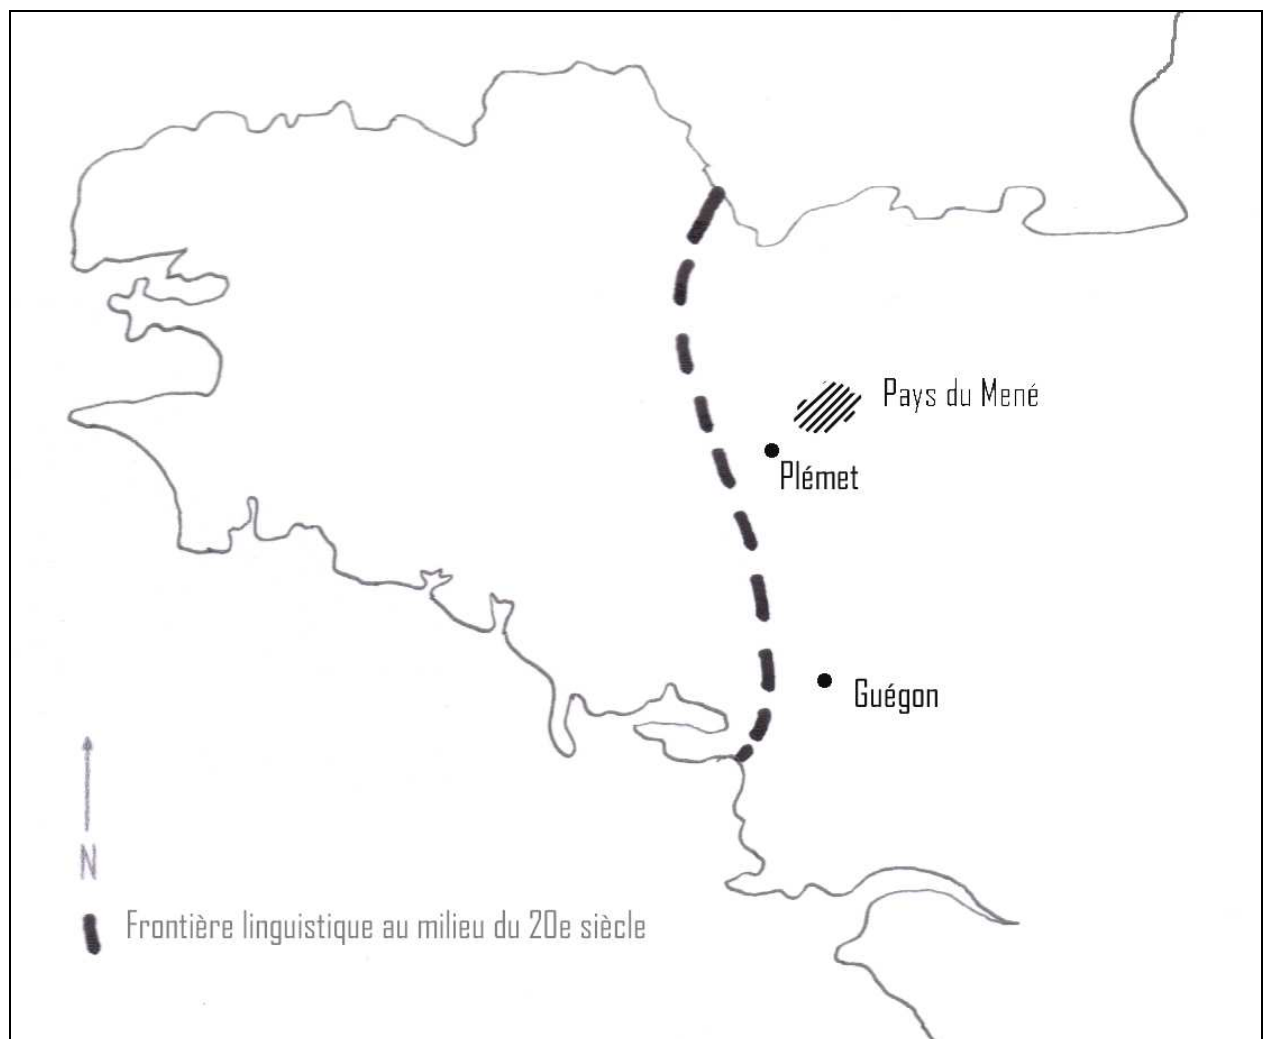 Pays du Mené
Plémet
Guégon
N
Frontière linguistique au milieu du 20e siècle